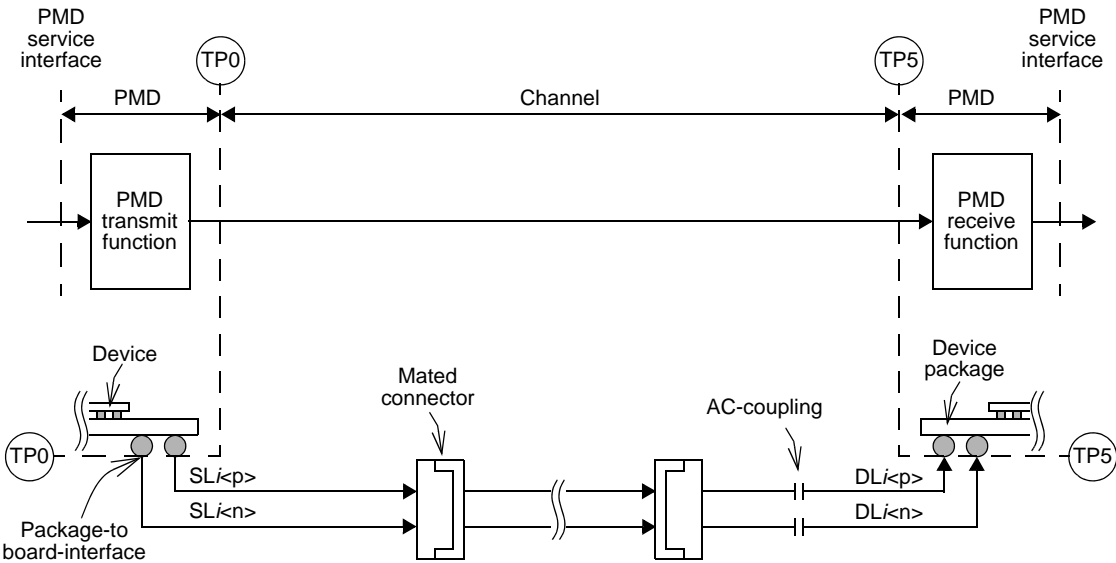 PMD
service
interface
TP0
TP5
PMD
service
interface
PMD
Channel
PMD
PMD
transmit
function
PMD
receive
function
Device
Mated
connector
AC-coupling
Device
package
TP0
TP5
SLi<p>
DLi<p>
SLi<n>
DLi<n>
Package-to
board-interface